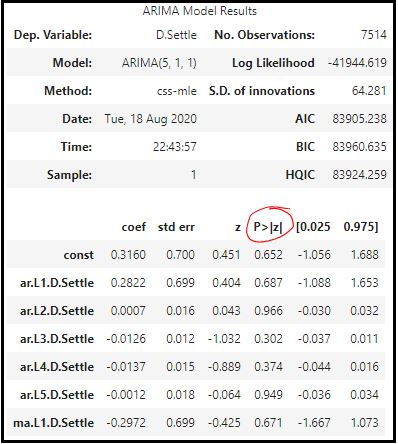 ARIMA Model Results
Dep. Variable: D.Settle No. Observations: 7514
Model: ARIMA(5, 1, 1) Log Likelihood -41944.619
Method: css-mle S.D. of innovations 64.281
Date: Tue, 18 Aug 2020 AIC 83905.238
Time: 22:43:57 BIC 83960.635
Sample: 1 HQIC 83924.259
coef std err z P>|z| [0.025 0.975]
const 0.3160 0.700 0.451 0.652 -1.056 1.688
ar.L1.D.Settle 0.2822 0.699 0.404 0.687 -1.088 1.653
ar.L2.D.Settle 0.0007 0.016 0.043 0.966 -0.030 0.032
ar.L3.D.Settle -0.0126 0.012 -1.032 0.302 -0.037 0.011
ar.L4.D.Settle -0.0137 0.015 -0.889 0.374 -0.044 0.016
ar.L5.D.Settle -0.0012 0.018 -0.064 0.949 -0.036 0.034
ma.L1.D.Settle -0.2972 0.699 -0.425 0.671 -1.667 1.073